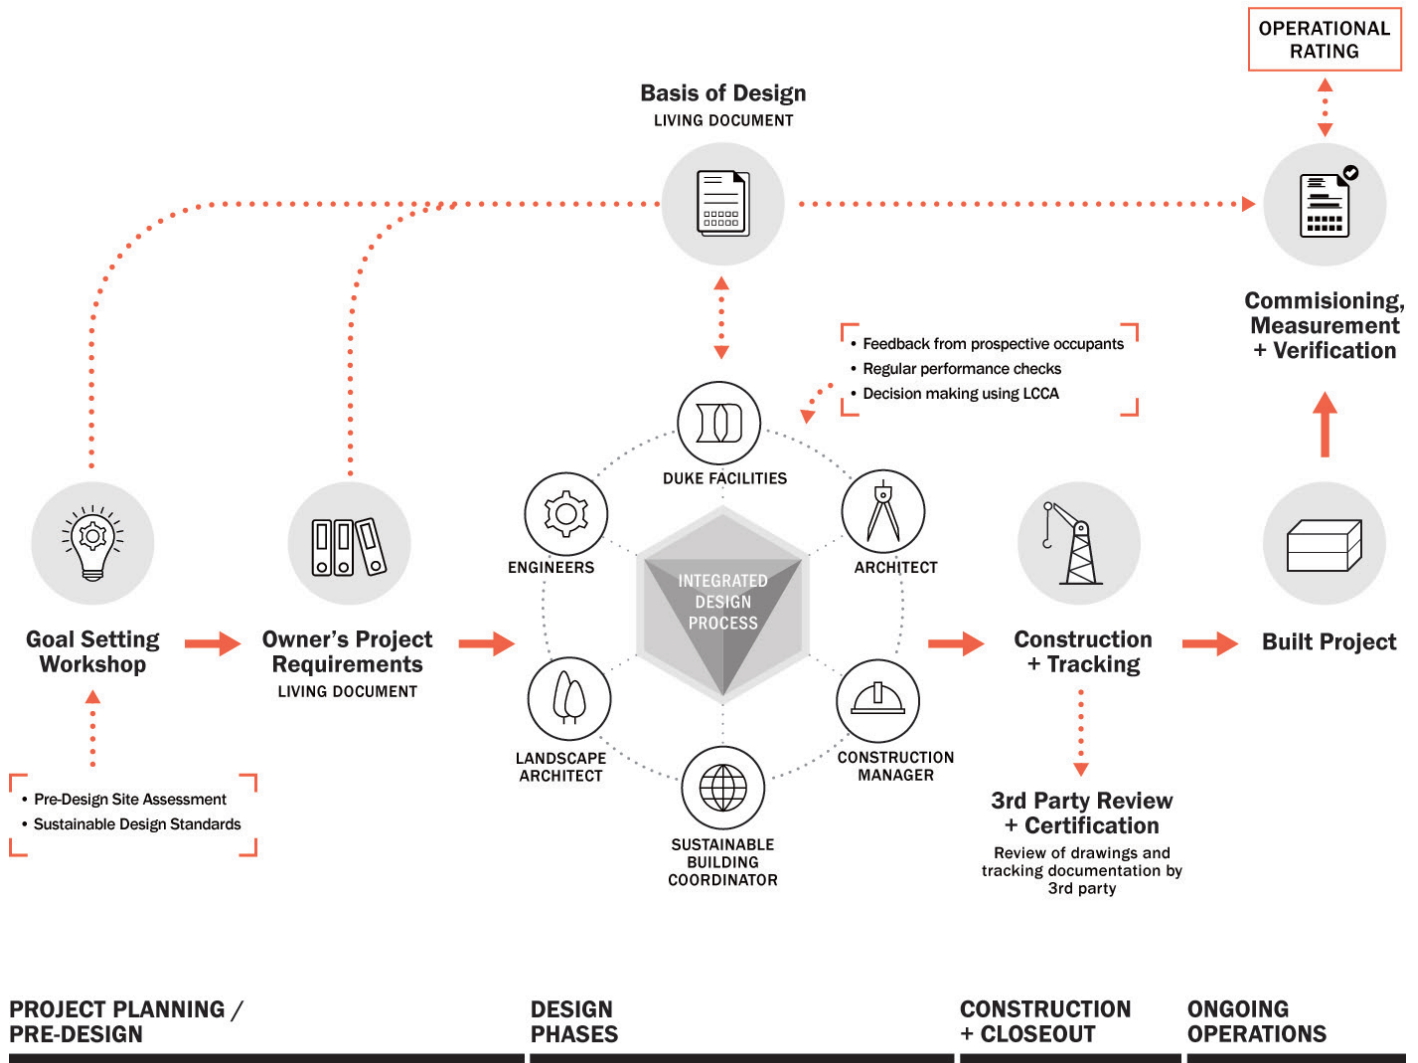 OPERATIONAL
RATING
Basis of Design
LIVING DOCUMENT
Commisioning,
Measurement
+ Verification
• Feedback from prospective occupants
• Regular performance checks
• Decision making using LCCA
DUKE FACILITIES
ENGINEERS
ARCHITECT
INTEGRATED
DESIGN
PROCESS
Goal Setting
Workshop
Owner's Project
Requirements
LIVING DOCUMENT
Construction
+ Tracking
Built Project
LANDSCAPE
ARCHITECT
CONSTRUCTION
MANAGER
SUSTAINABLE
BUILDING
COORDINATOR
• Pre-Design Site Assessment
• Sustainable Design Standards
3rd Party Review
+ Certification
Review of drawings and
tracking documentation by
3rd party
PROJECT PLANNING /
PRE-DESIGN
DESIGN
PHASES
CONSTRUCTION
+ CLOSEOUT
ONGOING
OPERATIONS